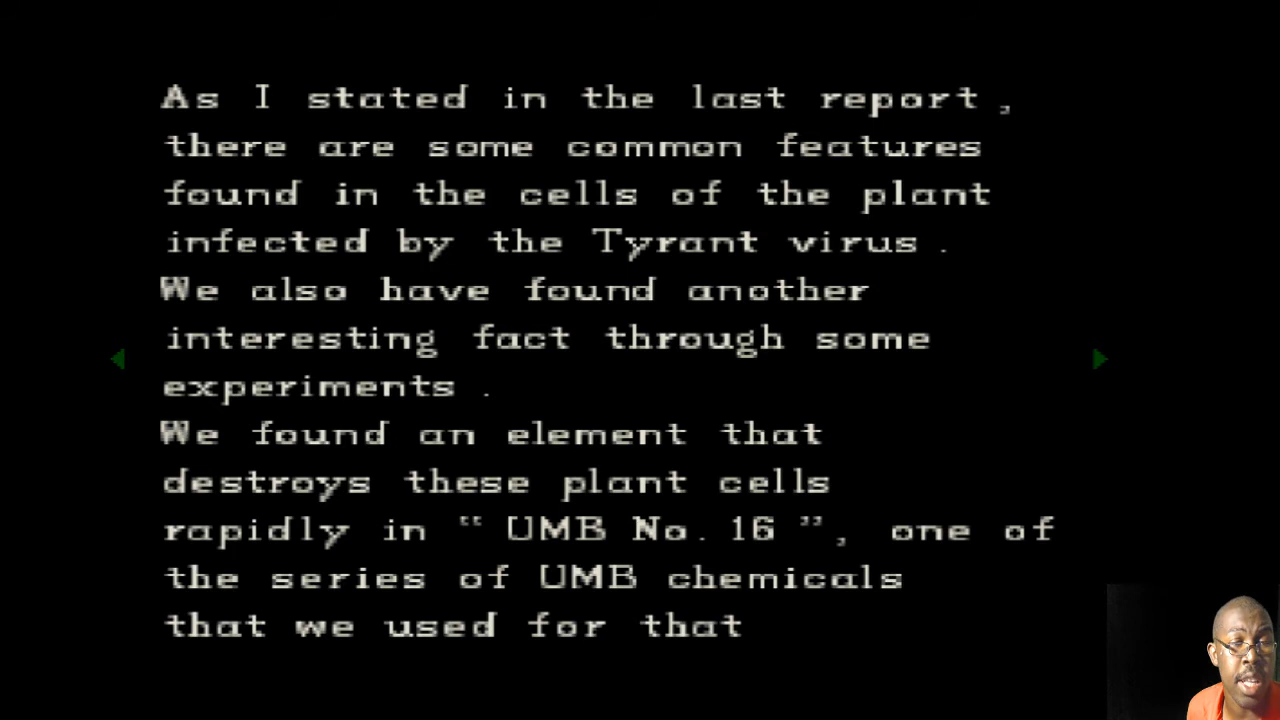 As I stated in the last report,
there are some common features
found in the cells of the plant
infected by the Tyrant virus.
We also have found another
interesting fact through some
experiments.
We found an element that
destroys these plant cells
rapidly in "UMB No.16", one of
the series of UMB chemicals
that we used for that